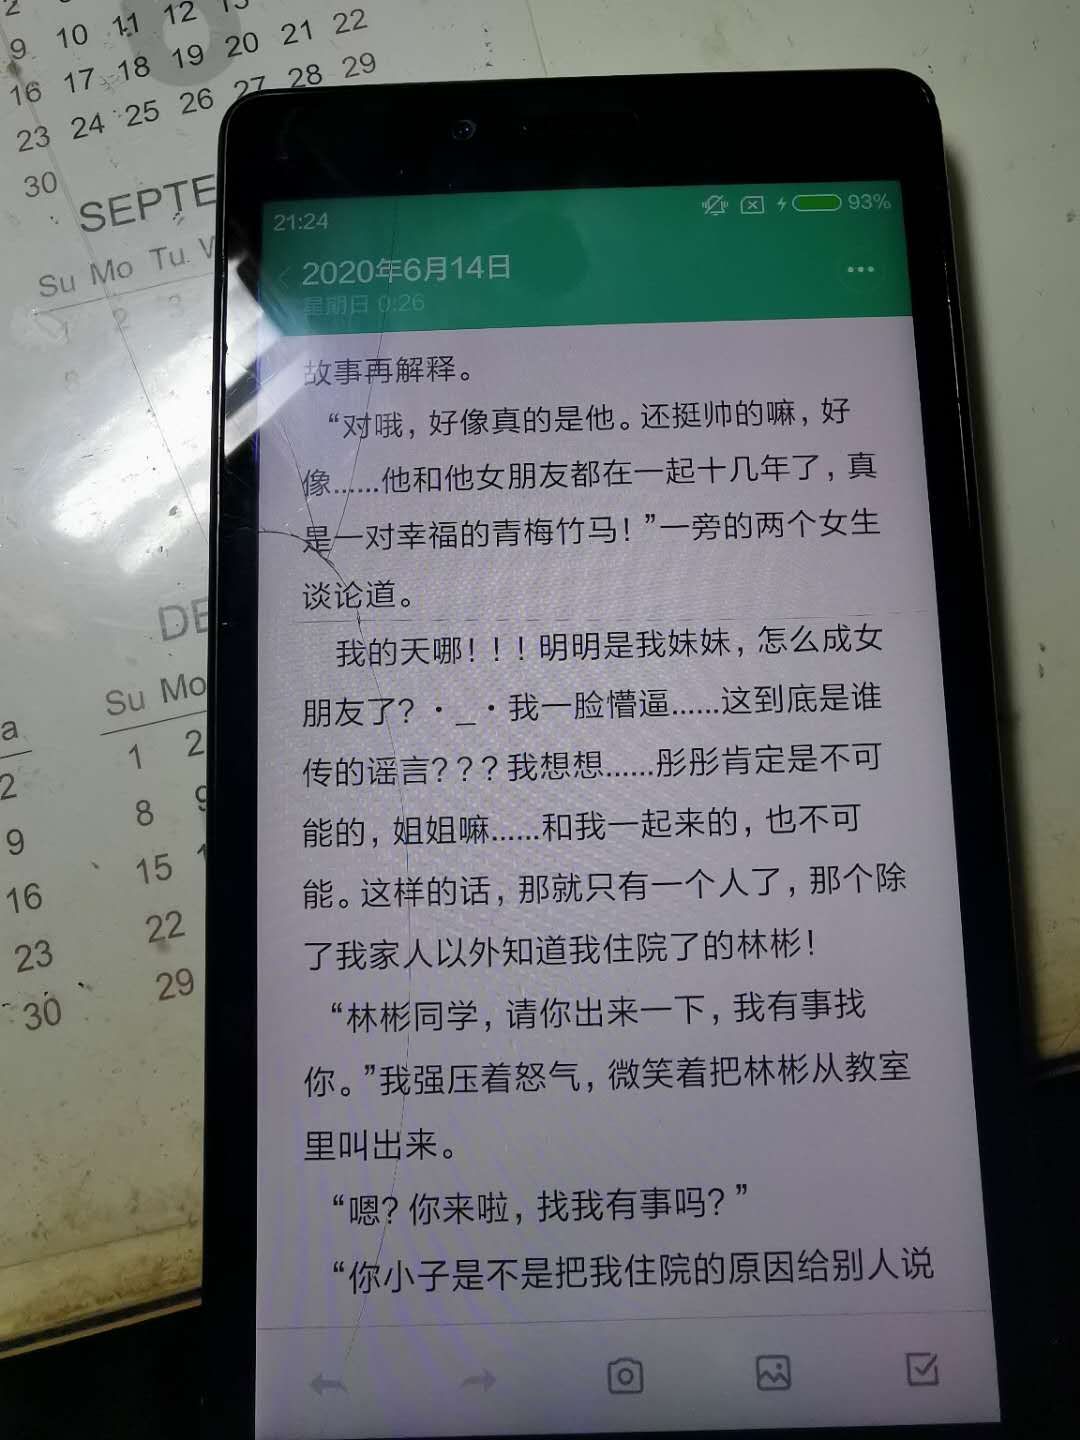 2
9 10 11 12 13
16 17 18 19 20 21 22
23 24 25 26 27 28 29
30
SEPTE
Su Mo Tu W
1 2 3
8
DE
Su Mo
1 2
8 9
15 1
22
29
a
2
9
16
23
30
21:24
93%
2020年6月14日
星期日 0:26
故事再解释。
“对哦，好像真的是他。还挺帅的嘛，好
像……他和他女朋友都在一起十几年了，真
是一对幸福的青梅竹马！”一旁的两个女生
谈论道。
我的天哪！！！明明是我妹妹，怎么成女
朋友了？·_·我一脸懵逼……这到底是谁
传的谣言？？？我想想……彤彤肯定是不可
能的，姐姐嘛……和我一起来的，也不可
能。这样的话，那就只有一个人了，那个除
了我家人以外知道我住院了的林彬！
“林彬同学，请你出来一下，我有事找
你。”我强压着怒气，微笑着把林彬从教室
里叫出来。
“嗯？你来啦，找我有事吗？”
“你小子是不是把我住院的原因给别人说